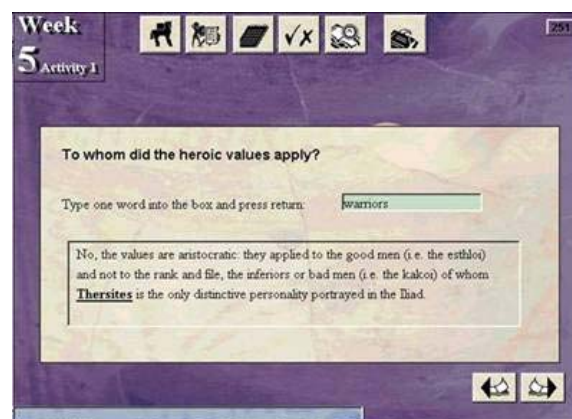 Week
5 Activity 1
251
To whom did the heroic values apply?
Type one word into the box and press return: warriors
No, the values are aristocratic: they applied to the good men (i.e. the esthloi)
and not to the rank and file, the inferiors or bad men (i.e. the kakoi) of whom
Thersites is the only distinctive personality portrayed in the Iliad.